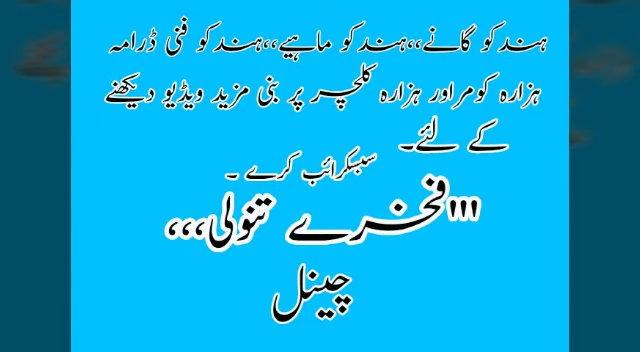 ہندکو گانے،،ہندکو ماہیے،،ہندکو فنی ڈرامہ
ہزارہ کومراور ہزارہ کلچر پر بنی مزید ویڈیو دیکھنے
کے لئے۔
سبسکرائب کرے ۔
"'فخرے تنولی،،،
چینل